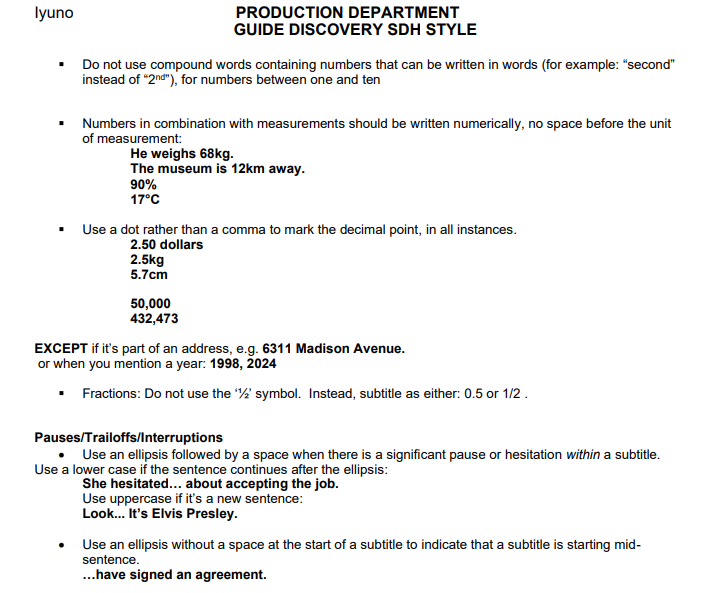 Iyuno
PRODUCTION DEPARTMENT
GUIDE DISCOVERY SDH STYLE
▪ Do not use compound words containing numbers that can be written in words (for example: “second”
instead of “2nd”), for numbers between one and ten
▪ Numbers in combination with measurements should be written numerically, no space before the unit
of measurement:
He weighs 68kg.
The museum is 12km away.
90%
17°C
▪ Use a dot rather than a comma to mark the decimal point, in all instances.
2.50 dollars
2.5kg
5.7cm
50,000
432,473
EXCEPT if it’s part of an address, e.g. 6311 Madison Avenue.
or when you mention a year: 1998, 2024
▪ Fractions: Do not use the ‘½’ symbol. Instead, subtitle as either: 0.5 or 1/2 .
Pauses/Trailoffs/Interruptions
• Use an ellipsis followed by a space when there is a significant pause or hesitation within a subtitle.
Use a lower case if the sentence continues after the ellipsis:
She hesitated… about accepting the job.
Use uppercase if it’s a new sentence:
Look... It’s Elvis Presley.
• Use an ellipsis without a space at the start of a subtitle to indicate that a subtitle is starting mid-
sentence.
…have signed an agreement.